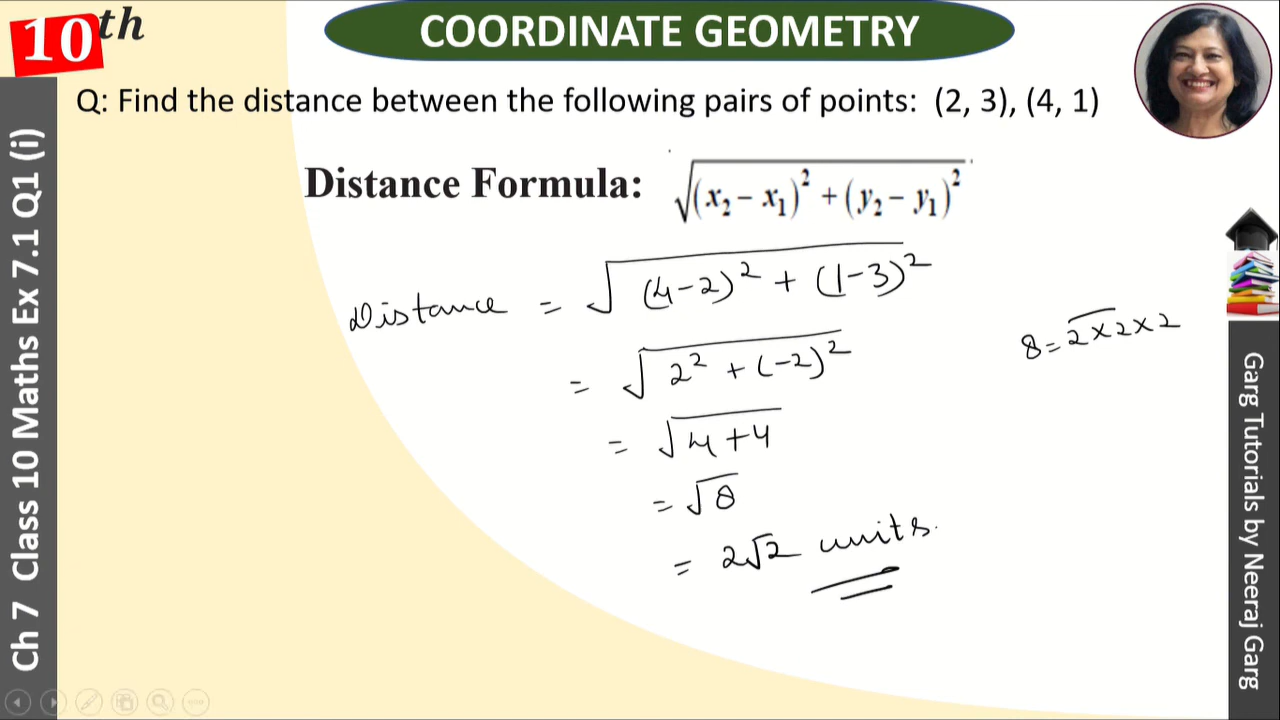 10th
COORDINATE GEOMETRY
Q: Find the distance between the following pairs of points: (2, 3), (4, 1)
Distance Formula: √((x₂ − x₁)² + (y₂ − y₁)²)
Distance = √((4−2)² + (1−3)²)
= √(2² + (−2)²)
8 = 2×2×2
= √(4+4)
= √8
= 2√2 units.
Ch 7 Class 10 Maths Ex 7.1 Q1 (i)
Garg Tutorials by Neeraj Garg